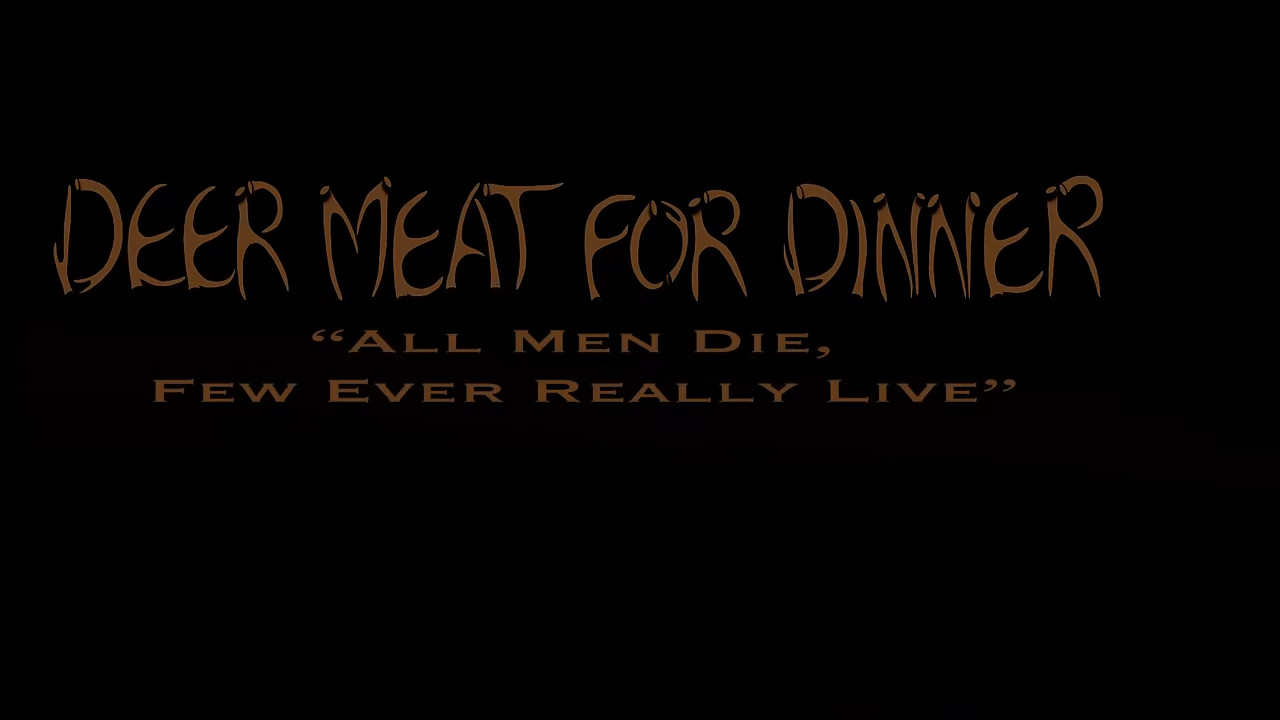 DEER MEAT FOR DINNER
“ALL MEN DIE,
FEW EVER REALLY LIVE”